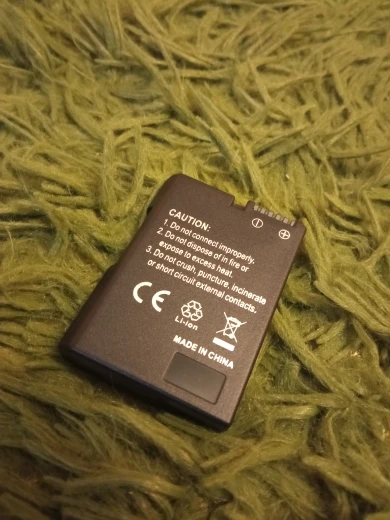 CAUTION:
1. Do not connect improperly.
2. Do not dispose of in fire or
expose to excess heat.
3. Do not crush, puncture, incinerate
or short circuit external contacts.
CE
Li-ion
MADE IN CHINA